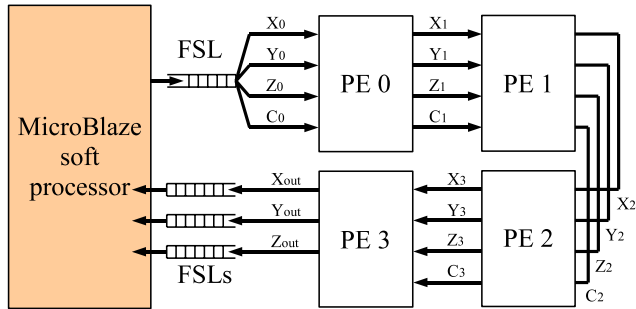 FSL
X0
Y0
Z0
C0
PE 0
X1
Y1
Z1
C1
PE 1
MicroBlaze
soft
processor
Xout
Yout
Zout
FSLs
PE 3
X3
Y3
Z3
C3
PE 2
X2
Y2
Z2
C2